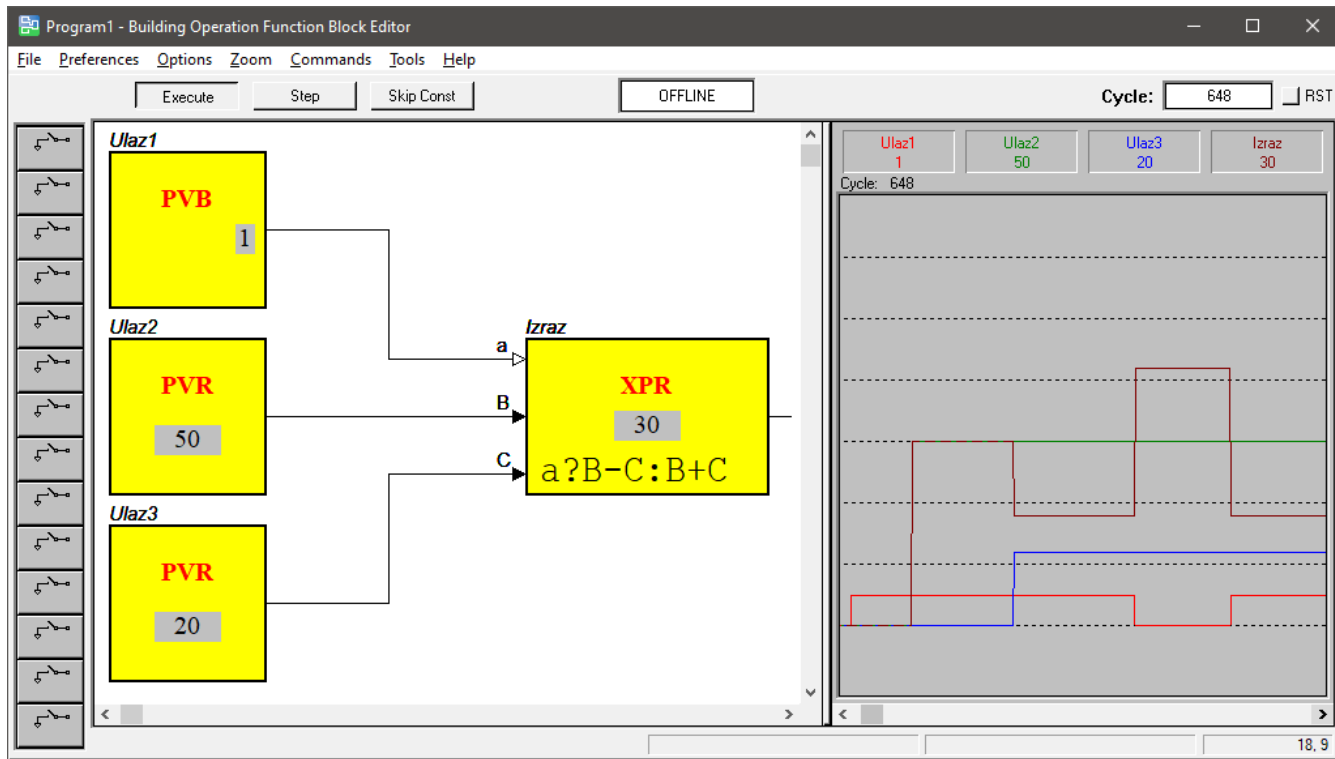 Program1 - Building Operation Function Block Editor
File Preferences Options Zoom Commands Tools Help
Execute Step Skip Const OFFLINE Cycle: 648 RST
Ulaz1
PVB
1
Ulaz2
PVR
50
Ulaz3
PVR
20
a
B
C
Izraz
XPR
30
a?B-C:B+C
Ulaz1 Ulaz2 Ulaz3 Izraz
1 50 20 30
Cycle: 648
18, 9